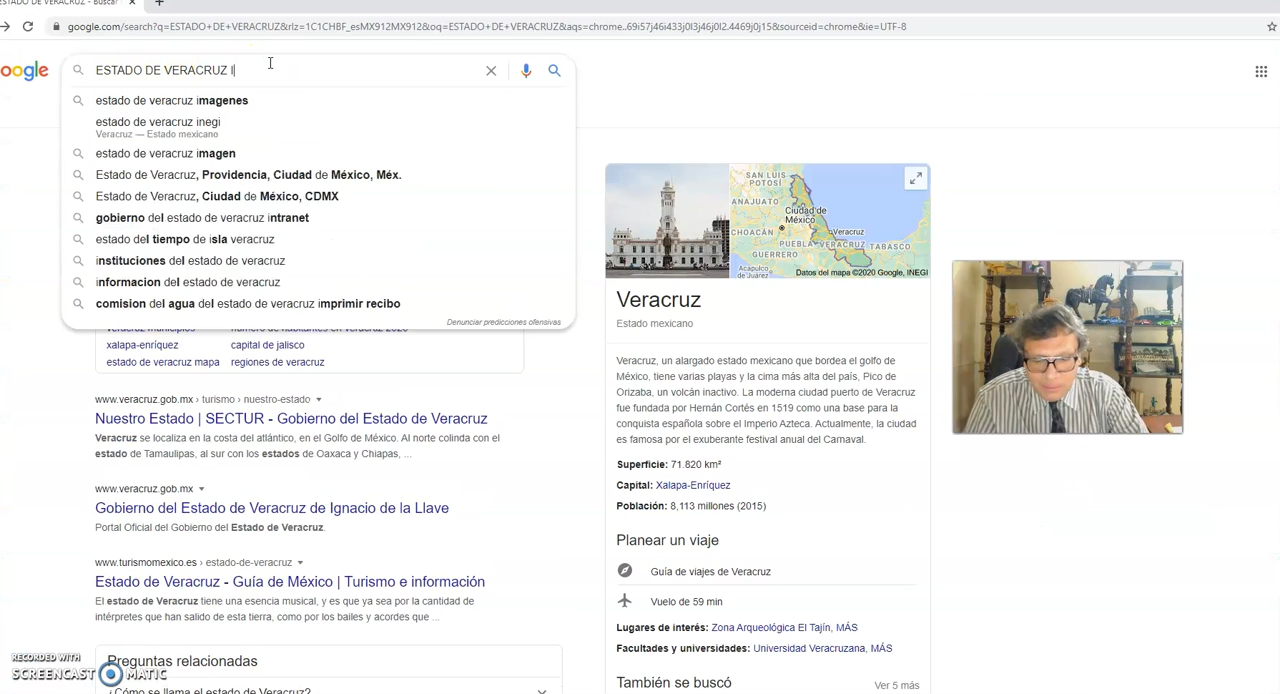 ESTADO DE VERACRUZ - Buscar
google.com/search?q=ESTADO+DE+VERACRUZ&rlz=1C1CHBF_esMX912MX912&oq=ESTADO+DE+VERACRUZ&aqs=chrome..69i57j46i433j0l3j46j0l2.4469j0j15&sourceid=chrome&ie=UTF-8
oogle
ESTADO DE VERACRUZ I
estado de veracruz imagenes
estado de veracruz inegi
Veracruz — Estado mexicano
estado de veracruz imagen
Estado de Veracruz, Providencia, Ciudad de México, Méx.
Estado de Veracruz, Ciudad de México, CDMX
gobierno del estado de veracruz intranet
estado del tiempo de isla veracruz
instituciones del estado de veracruz
informacion del estado de veracruz
comision del agua del estado de veracruz imprimir recibo
Denunciar predicciones ofensivas
veracruz municipios número de habitantes en veracruz 2020
xalapa-enríquez capital de jalisco
estado de veracruz mapa regiones de veracruz
www.veracruz.gob.mx › turismo › nuestro-estado
Nuestro Estado | SECTUR - Gobierno del Estado de Veracruz
Veracruz se localiza en la costa del atlántico, en el Golfo de México. Al norte colinda con el
estado de Tamaulipas, al sur con los estados de Oaxaca y Chiapas, ...
www.veracruz.gob.mx
Gobierno del Estado de Veracruz de Ignacio de la Llave
Portal Oficial del Gobierno del Estado de Veracruz.
www.turismomexico.es › estado-de-veracruz
Estado de Veracruz - Guía de México | Turismo e información
El estado de Veracruz tiene una esencia musical, y es que ya sea por la cantidad de
intérpretes que han salido de esta tierra, como por los bailes y acordes que ...
Preguntas relacionadas
¿Cómo se llama el estado de Veracruz?
SAN LUIS
POTOSÍ
ANAJUATO
Ciudad de
México
CHOACÁN
Veracruz
PUEBLA VERACRUZ TABASCO
GUERRERO
Acapulco
de Juárez
Datos del mapa ©2020 Google, INEGI
Veracruz
Estado mexicano
Veracruz, un alargado estado mexicano que bordea el golfo de
México, tiene varias playas y la cima más alta del país, Pico de
Orizaba, un volcán inactivo. La moderna ciudad puerto de Veracruz
fue fundada por Hernán Cortés en 1519 como una base para la
conquista española sobre el Imperio Azteca. Actualmente, la ciudad
es famosa por el exuberante festival anual del Carnaval.
Superficie: 71.820 km²
Capital: Xalapa-Enríquez
Población: 8,113 millones (2015)
Planear un viaje
Guía de viajes de Veracruz
Vuelo de 59 min
Lugares de interés: Zona Arqueológica El Tajín, MÁS
Facultades y universidades: Universidad Veracruzana, MÁS
También se buscó
Ver 5 más
RECORDED WITH
SCREENCAST MATIC